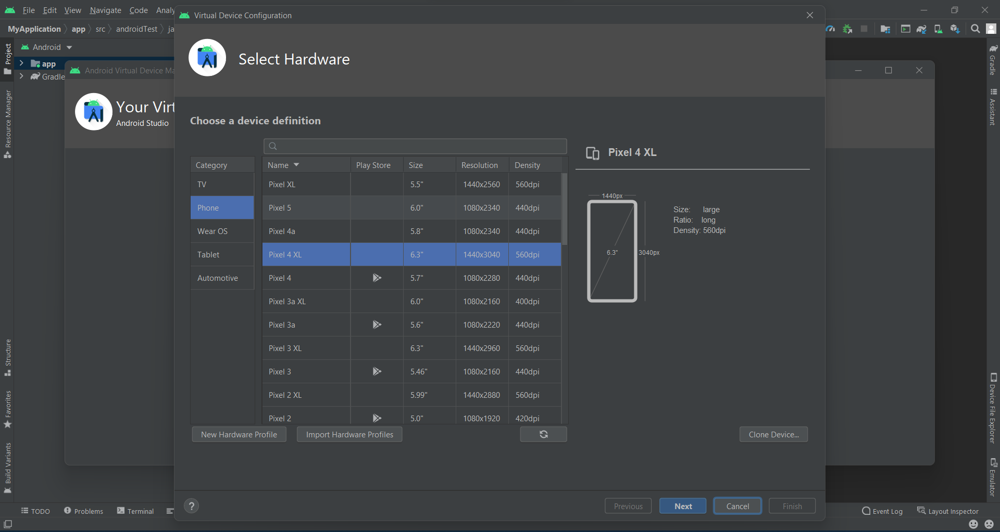 File Edit View Navigate Code Analy
Virtual Device Configuration
MyApplication app src androidTest ja
Android
app
Gradle
Android Virtual Device Ma
Your Virt
Android Studio
Project
Resource Manager
Structure
Favorites
Build Variants
Select Hardware
Choose a device definition
Category
TV
Phone
Wear OS
Tablet
Automotive
Name Play Store Size Resolution Density
Pixel XL 5.5" 1440x2560 560dpi
Pixel 5 6.0" 1080x2340 440dpi
Pixel 4a 5.8" 1080x2340 440dpi
Pixel 4 XL 6.3" 1440x3040 560dpi
Pixel 4 5.7" 1080x2280 440dpi
Pixel 3a XL 6.0" 1080x2160 400dpi
Pixel 3a 5.6" 1080x2220 440dpi
Pixel 3 XL 6.3" 1440x2960 560dpi
Pixel 3 5.46" 1080x2160 440dpi
Pixel 2 XL 5.99" 1440x2880 560dpi
Pixel 2 5.0" 1080x1920 420dpi
Pixel 4 XL
1440px
6.3"
3040px
Size: large
Ratio: long
Density: 560dpi
New Hardware Profile Import Hardware Profiles Clone Device...
? Previous Next Cancel Finish
Gradle
Assistant
Device File Explorer
Emulator
TODO Problems Terminal
Event Log Layout Inspector